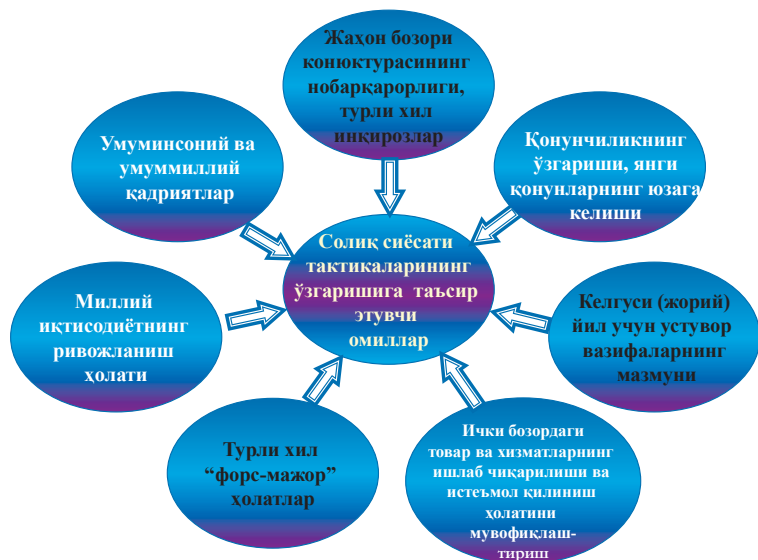 Жаҳон бозори
конюктурасининг
нобарқарорлиги,
турли хил
инқирозлар
Умуминсоний ва
умуммиллий
қадриятлар
Қонунчиликнинг
ўзгариши, янги
қонунларнинг юзага
келиши
Солиқ сиёсати
тактикаларининг
ўзгаришига таъсир
этувчи
омиллар
Миллий
иқтисодиётнинг
ривожланиш
ҳолати
Келгуси (жорий)
йил учун устувор
вазифаларнинг
мазмуни
Турли хил
“форс-мажор”
ҳолатлар
Ички бозордаги
товар ва хизматларнинг
ишлаб чиқарилиши ва
истеъмол қилиниш
ҳолатини
мувофиқлаш-
тириш